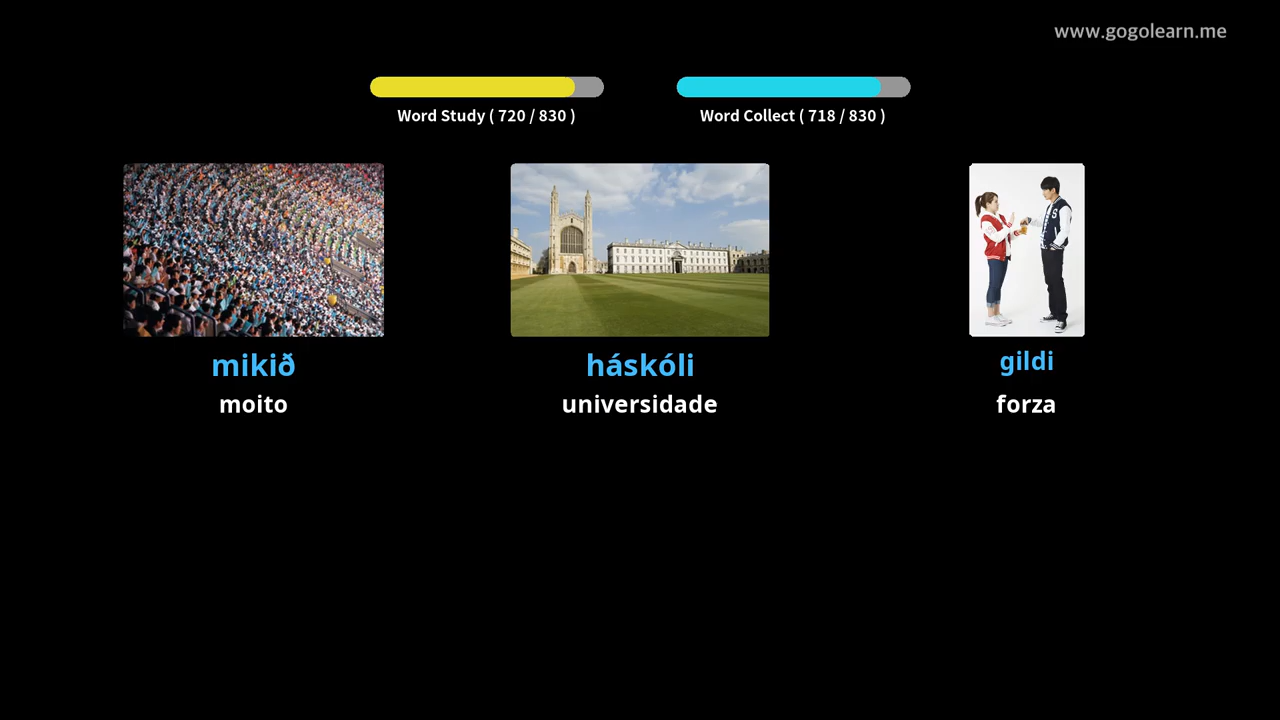 www.gogolearn.me
Word Study ( 720 / 830 )
Word Collect ( 718 / 830 )
mikið
háskóli
gildi
moito
universidade
forza